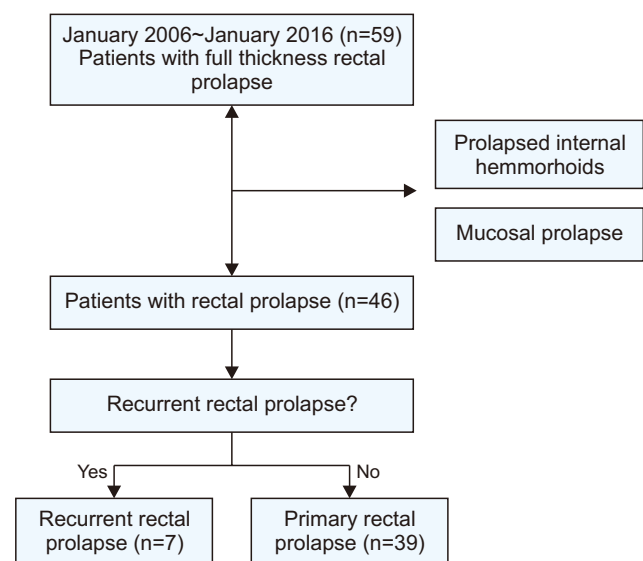 January 2006~January 2016 (n=59)
Patients with full thickness rectal
prolapse
Prolapsed internal
hemmorhoids
Mucosal prolapse
Patients with rectal prolapse (n=46)
Recurrent rectal prolapse?
Yes
No
Recurrent rectal
prolapse (n=7)
Primary rectal
prolapse (n=39)